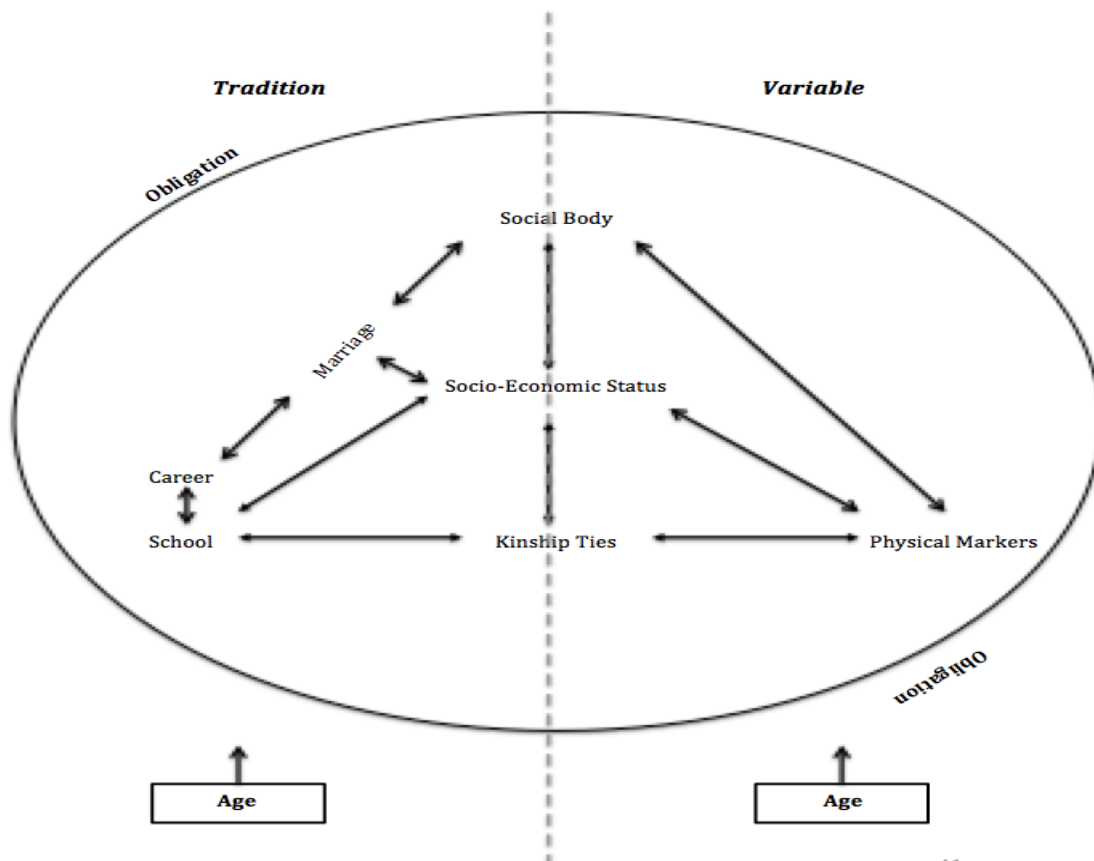 Tradition
Variable
Obligation
Social Body
Marriage
Socio-Economic Status
Career
School
Kinship Ties
Physical Markers
Obligation
Age
Age